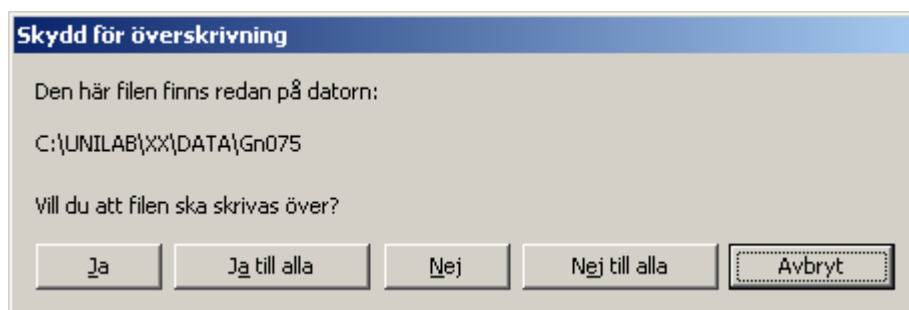 Skydd för överskrivning
Den här filen finns redan på datorn:
C:\UNILAB\XX\DATA\Gn075
Vill du att filen ska skrivas över?
Ja Ja till alla Nej Nej till alla Avbryt